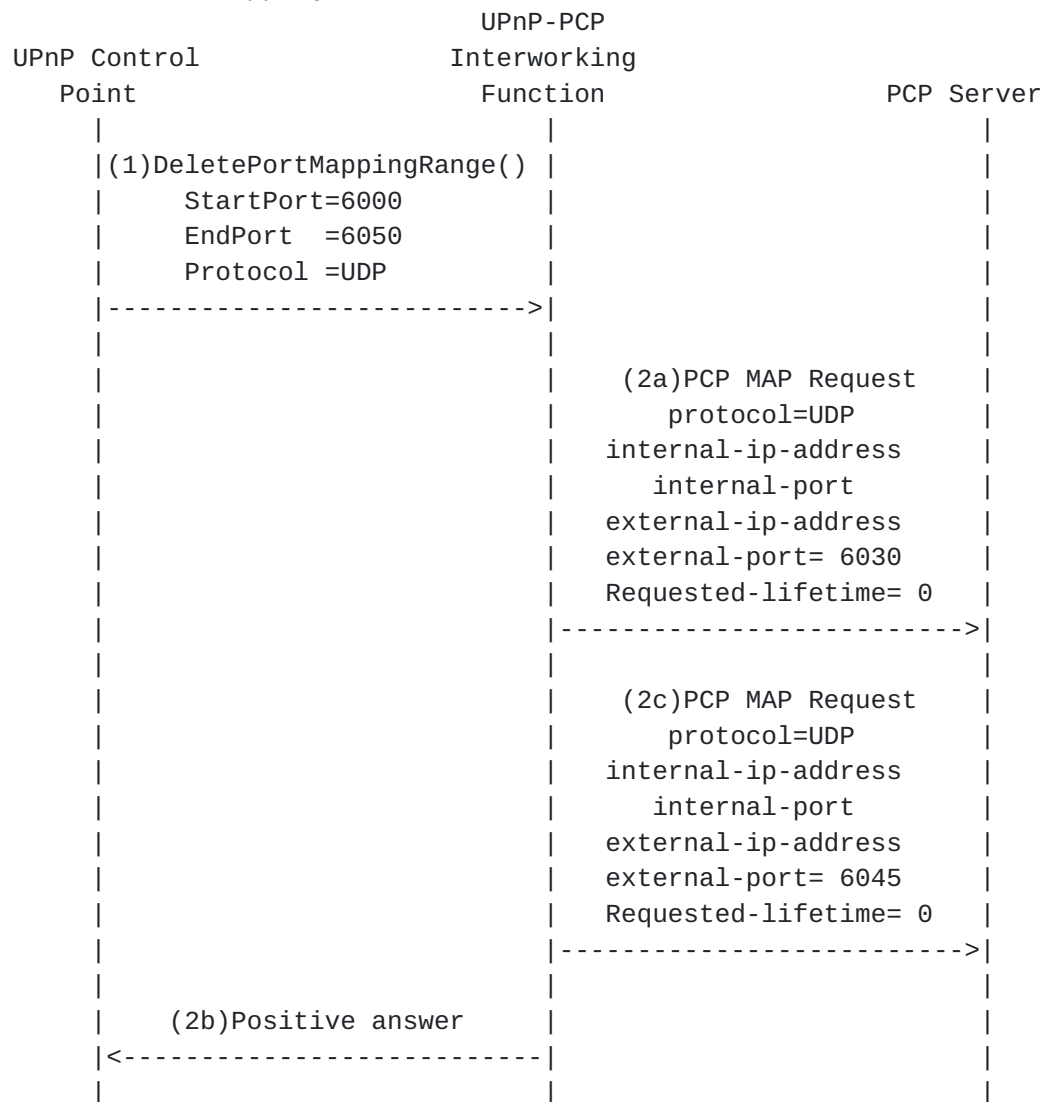 UPnP-PCP
UPnP Control Interworking
Point Function PCP Server
(1)DeletePortMappingRange()
StartPort=6000
EndPort =6050
Protocol =UDP
(2a)PCP MAP Request
protocol=UDP
internal-ip-address
internal-port
external-ip-address
external-port= 6030
Requested-lifetime= 0
(2c)PCP MAP Request
protocol=UDP
internal-ip-address
internal-port
external-ip-address
external-port= 6045
Requested-lifetime= 0
(2b)Positive answer